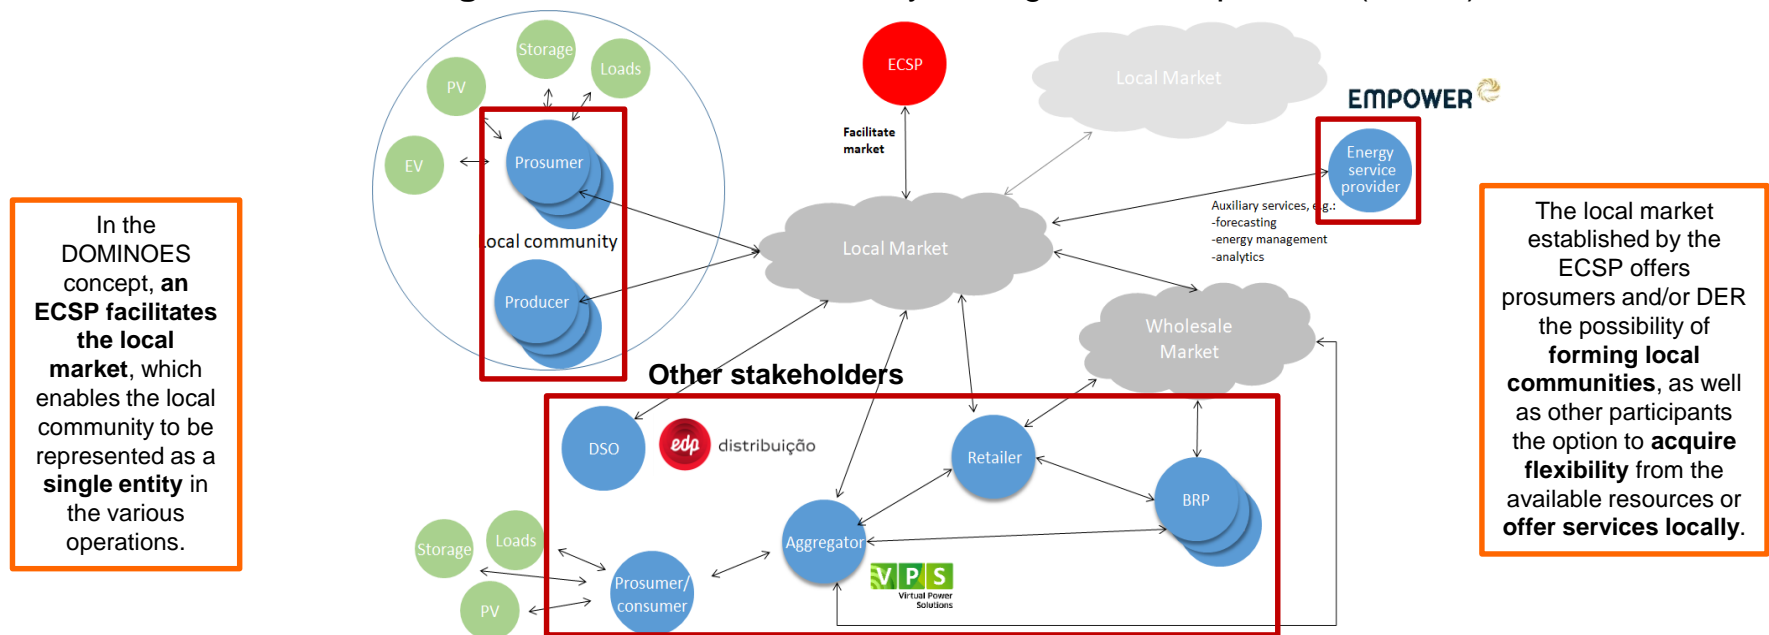 Storage
Loads
PV
EV
Prosumer
Local community
Producer
ECSP
Facilitate
market
Local Market
Local Market
EMPOWER
Energy
service
provider
Auxiliary services, e.g.:
-forecasting
-energy management
-analytics
Wholesale
Market
In the
DOMINOES
concept, an
ECSP facilitates
the local
market, which
enables the local
community to be
represented as a
single entity in
the various
operations.
The local market
established by the
ECSP offers
prosumers and/or DER
the possibility of
forming local
communities, as well
as other participants
the option to acquire
flexibility from the
available resources or
offer services locally.
Other stakeholders
DSO
edp distribuição
Retailer
BRP
Aggregator
VPS
Virtual Power
Solutions
Storage
Loads
PV
Prosumer/
consumer